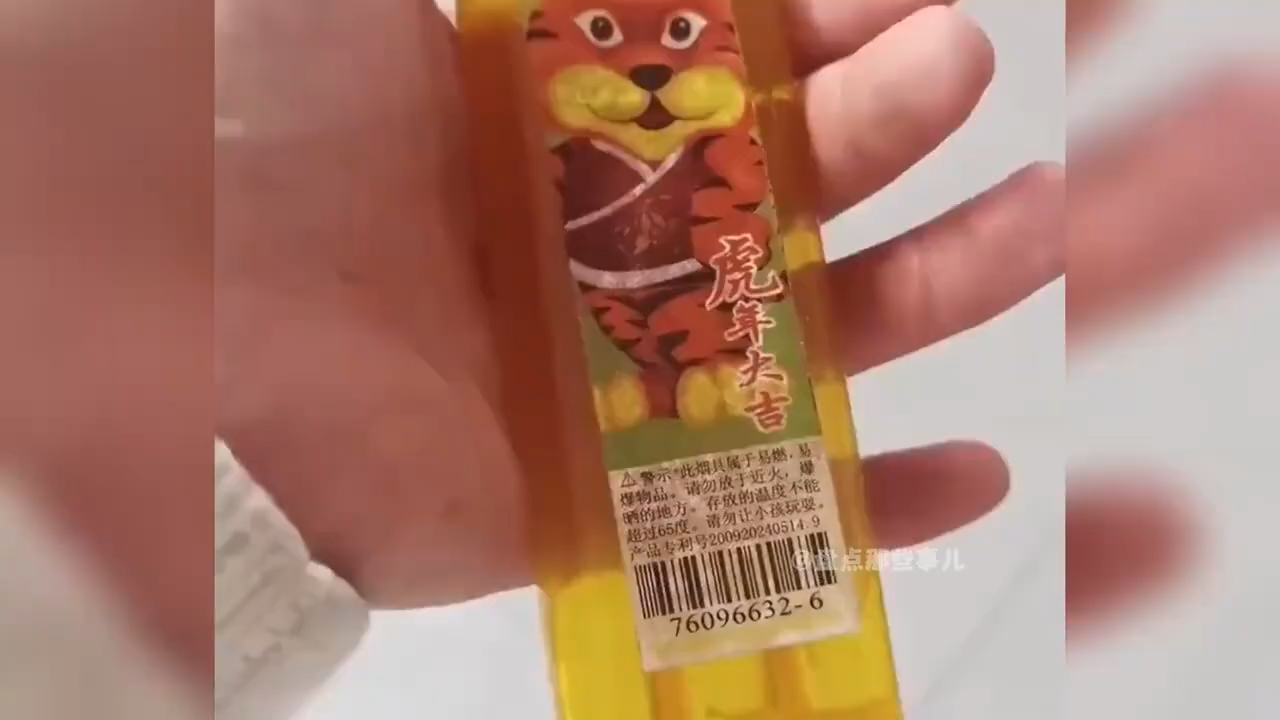 虎年大吉
⚠警示:此烟具属于易燃,易
爆物品。请勿放于近火,爆
晒的地方。存放的温度不能
超过65度。请勿让小孩玩耍。
产品专利号200920240514.9
76096632-6
@盘点那些事儿